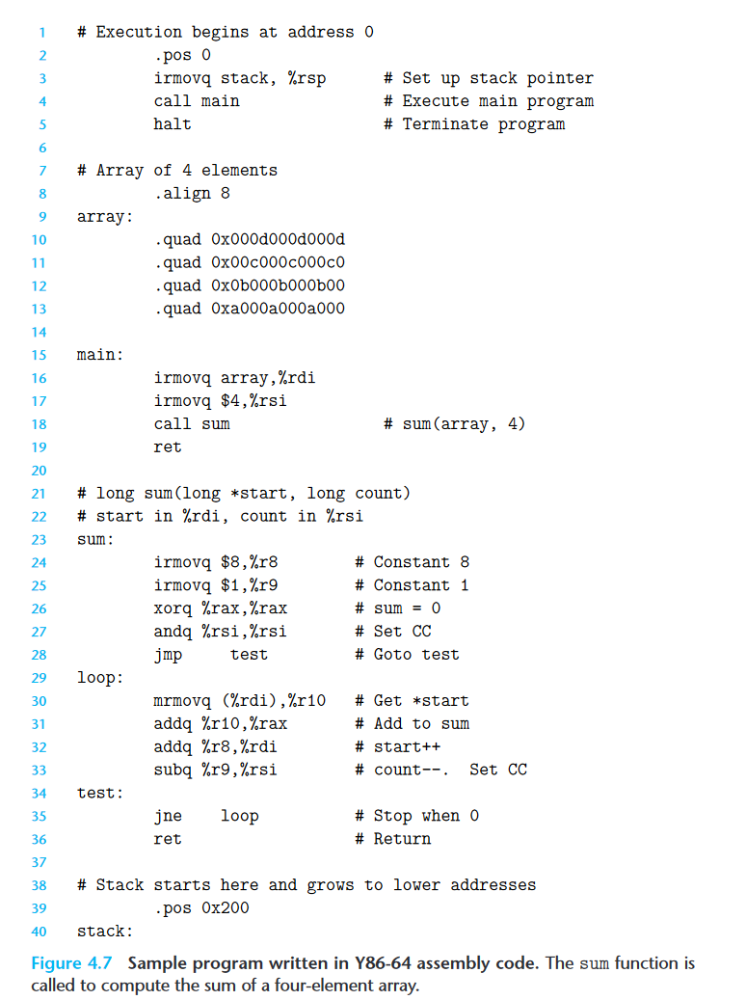 1 # Execution begins at address 0
2 .pos 0
3 irmovq stack, %rsp # Set up stack pointer
4 call main # Execute main program
5 halt # Terminate program
6
7 # Array of 4 elements
8 .align 8
9 array:
10 .quad 0x000d000d000d
11 .quad 0x00c000c000c0
12 .quad 0x0b000b000b00
13 .quad 0xa000a000a000
14
15 main:
16 irmovq array,%rdi
17 irmovq $4,%rsi
18 call sum # sum(array, 4)
19 ret
20
21 # long sum(long *start, long count)
22 # start in %rdi, count in %rsi
23 sum:
24 irmovq $8,%r8 # Constant 8
25 irmovq $1,%r9 # Constant 1
26 xorq %rax,%rax # sum = 0
27 andq %rsi,%rsi # Set CC
28 jmp test # Goto test
29 loop:
30 mrmovq (%rdi),%r10 # Get *start
31 addq %r10,%rax # Add to sum
32 addq %r8,%rdi # start++
33 subq %r9,%rsi # count--. Set CC
34 test:
35 jne loop # Stop when 0
36 ret # Return
37
38 # Stack starts here and grows to lower addresses
39 .pos 0x200
40 stack:
Figure 4.7 Sample program written in Y86-64 assembly code. The sum function is
called to compute the sum of a four-element array.